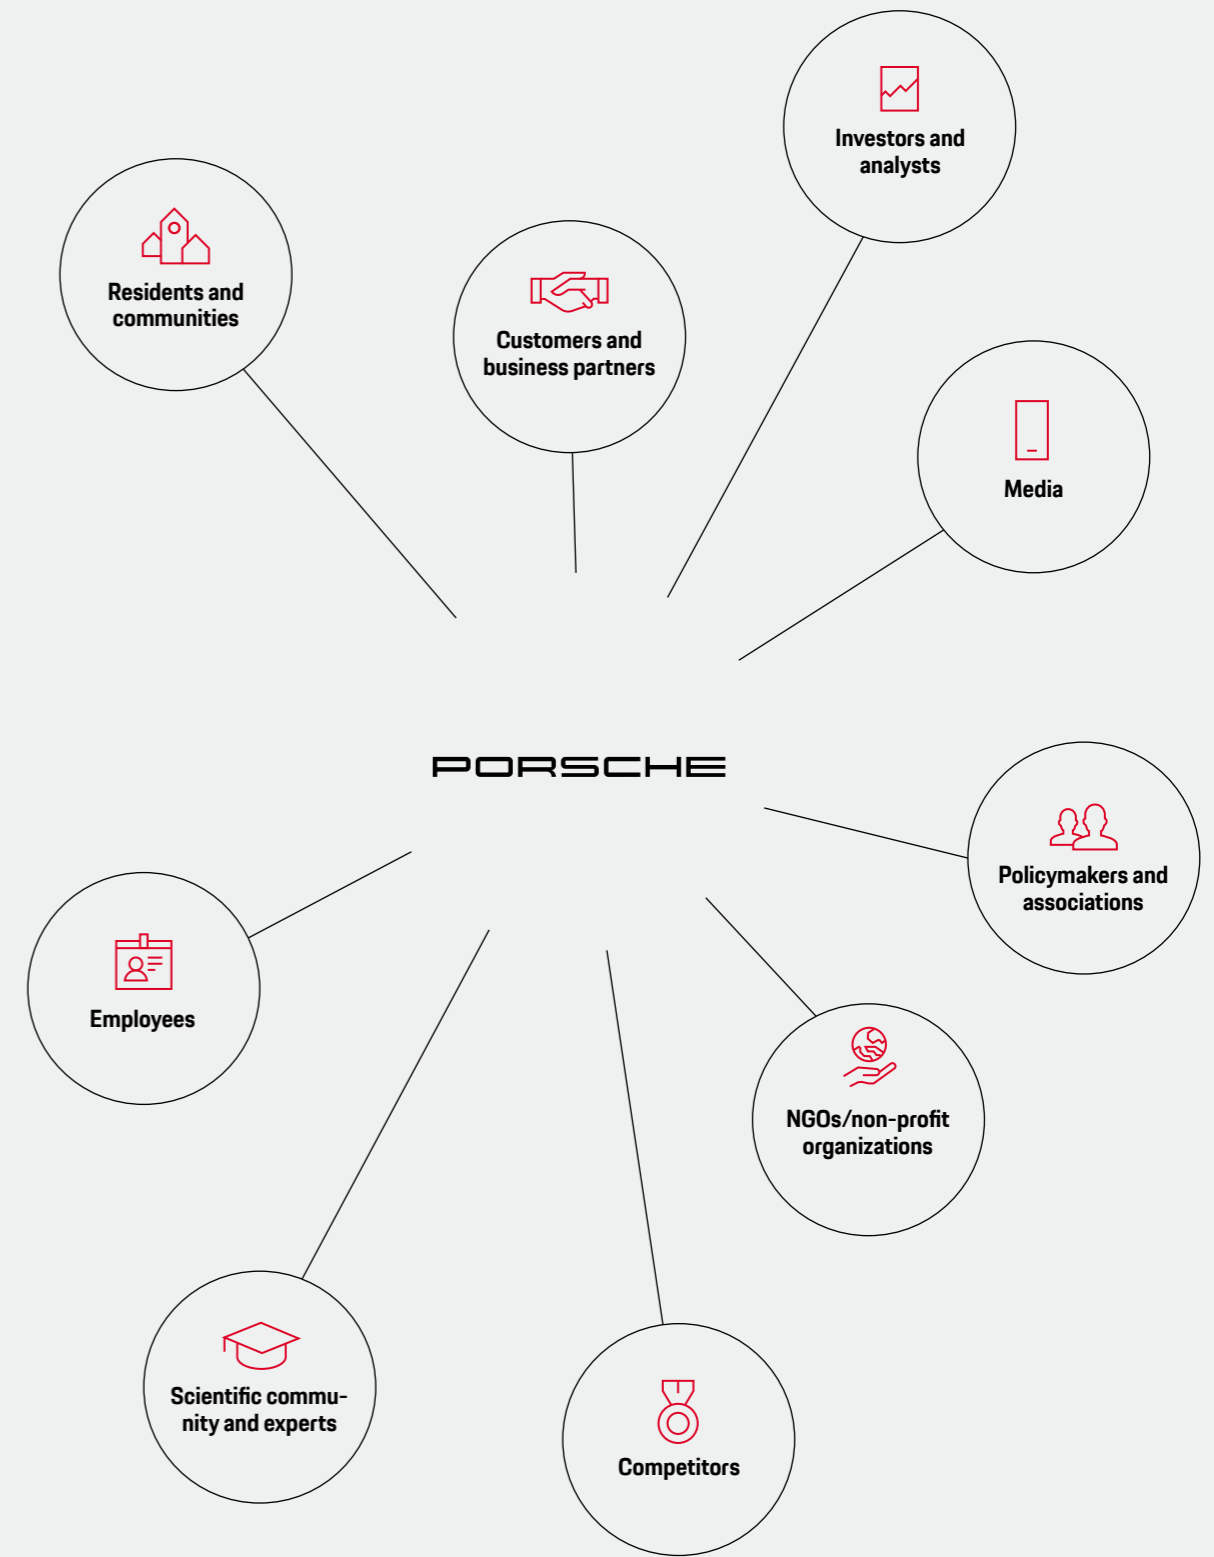 Investors and
analysts
Residents and
communities
Customers and
business partners
Media
PORSCHE
Policymakers and
associations
Employees
NGOs/non-profit
organizations
Scientific commu-
nity and experts
Competitors